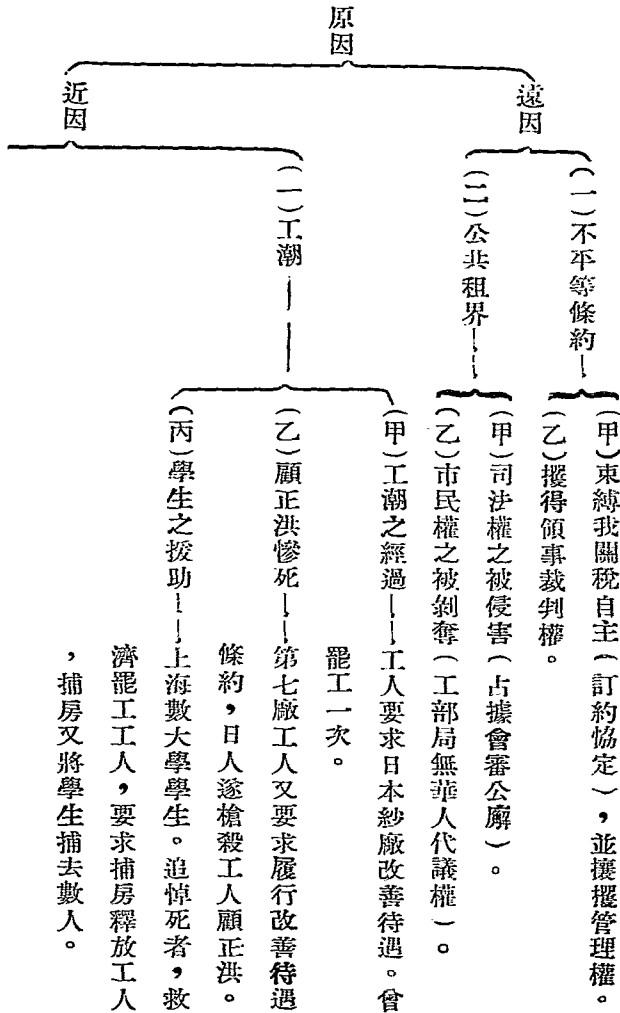 原因
遠因
(一)不平等條約
(甲)束縛我關稅自主(訂約協定),並攘攫管理權。
(乙)攫得領事裁判權。
(二)公共租界
(甲)司法權之被侵害(占據會審公廨)。
(乙)市民權之被剝奪(工部局無華人代議權)。
近因
(一)工潮
(甲)工潮之經過——工人要求日本紗廠改善待遇。曾
罷工一次。
(乙)顧正洪慘死——第七廠工人又要求履行改善待遇
條約,日人遂槍殺工人顧正洪。
(丙)學生之援助——上海數大學學生。追悼死者,救
濟罷工工人,要求捕房釋放工人
,捕房又將學生捕去數人。